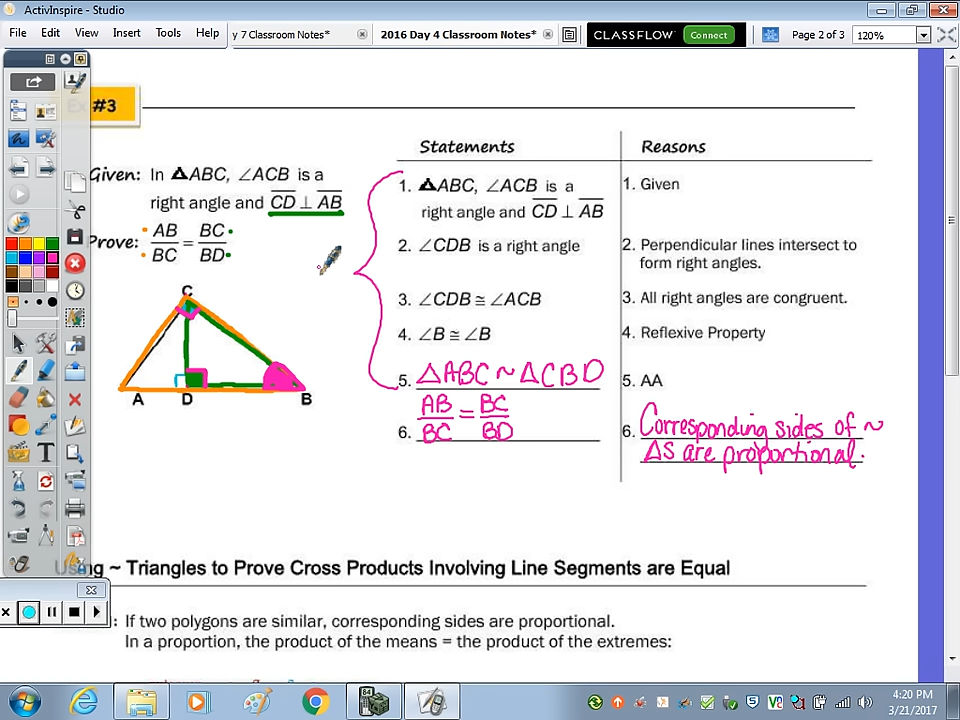 ActivInspire - Studio
File Edit View Insert Tools Help y 7 Classroom Notes* 2016 Day 4 Classroom Notes* CLASSFLOW Connect Page 2 of 3 120%
#3
Statements Reasons
Given: In ΔABC, ∠ACB is a
right angle and CD ⊥ AB
Prove: AB/BC = BC/BD
C
A D B
1. ΔABC, ∠ACB is a
right angle and CD ⊥ AB
1. Given
2. ∠CDB is a right angle
2. Perpendicular lines intersect to
form right angles.
3. ∠CDB ≅ ∠ACB
3. All right angles are congruent.
4. ∠B ≅ ∠B
4. Reflexive Property
5. ΔABC ~ ΔCBD
5. AA
6. AB/BC = BC/BD
6. Corresponding sides of ~
Δs are proportional.
~ Triangles to Prove Cross Products Involving Line Segments are Equal
: If two polygons are similar, corresponding sides are proportional.
In a proportion, the product of the means = the product of the extremes:
4:20 PM
3/21/2017